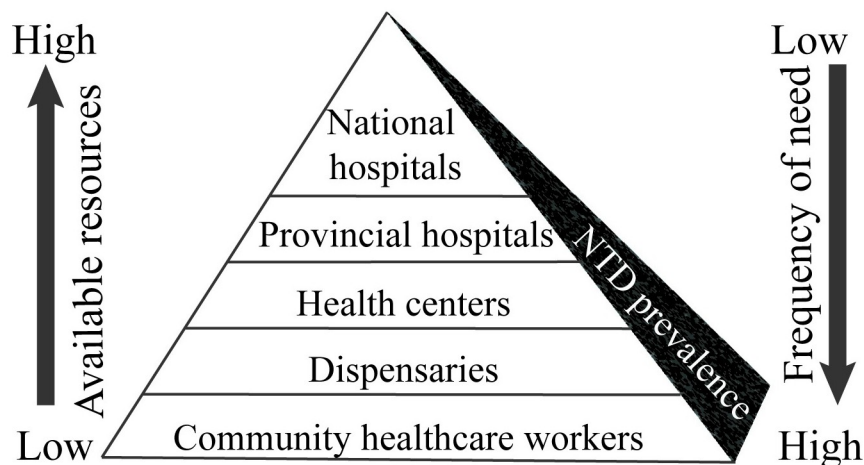 High
Low
Available resources
Low
National
hospitals
Provincial hospitals
Health centers
Dispensaries
Community healthcare workers
NTD prevalence
Frequency of need
High